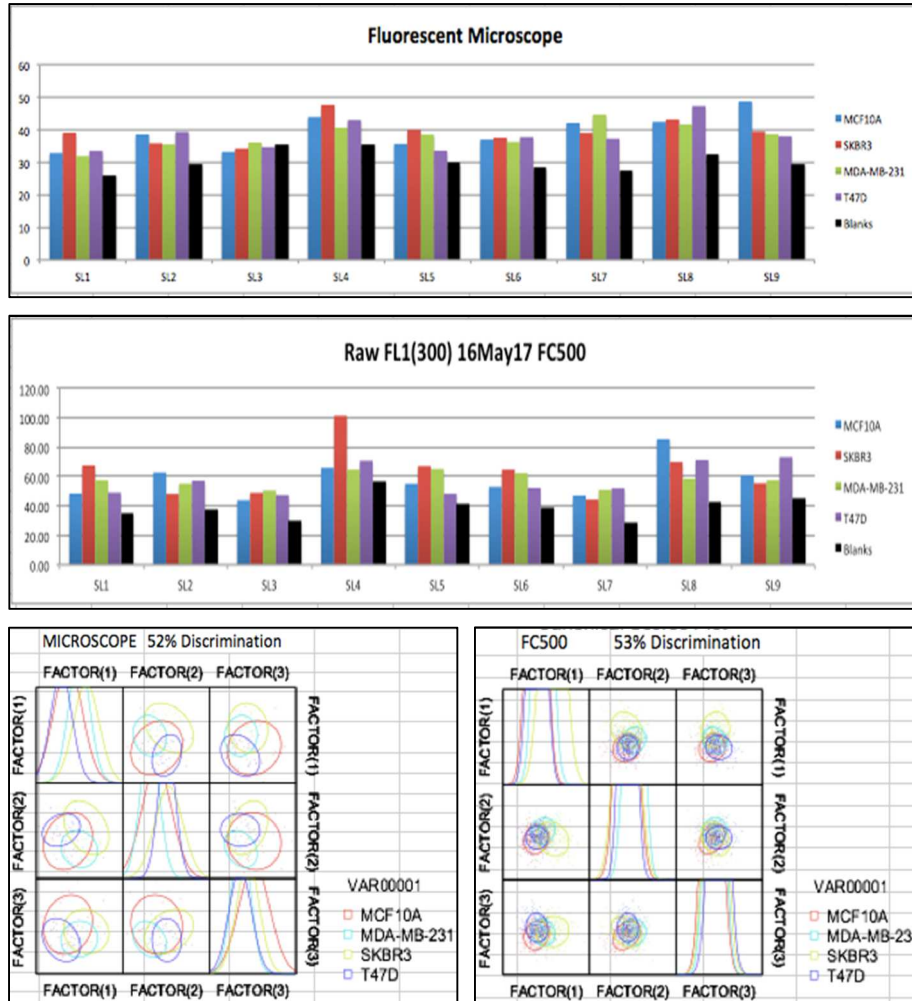 Fluorescent Microscope
60
50
40
30
20
10
0
SL1 SL2 SL3 SL4 SL5 SL6 SL7 SL8 SL9
MCF10A
SKBR3
MDA-MB-231
T47D
Blanks
Raw FL1(300) 16May17 FC500
120.00
100.00
80.00
60.00
40.00
20.00
0.00
SL1 SL2 SL3 SL4 SL5 SL6 SL7 SL8 SL9
MCF10A
SKBR3
MDA-MB-231
T47D
Blanks
MICROSCOPE 52% Discrimination
FACTOR(1) FACTOR(2) FACTOR(3)
FACTOR(1) FACTOR(1)
FACTOR(2) FACTOR(2)
FACTOR(3) FACTOR(3)
FACTOR(1) FACTOR(2) FACTOR(3)
VAR00001
MCF10A
MDA-MB-231
SKBR3
T47D
FC500 53% Discrimination
FACTOR(1) FACTOR(2) FACTOR(3)
FACTOR(1) FACTOR(1)
FACTOR(2) FACTOR(2)
FACTOR(3) FACTOR(3)
FACTOR(1) FACTOR(2) FACTOR(3)
VAR00001
MCF10A
MDA-MB-23
SKBR3
T47D